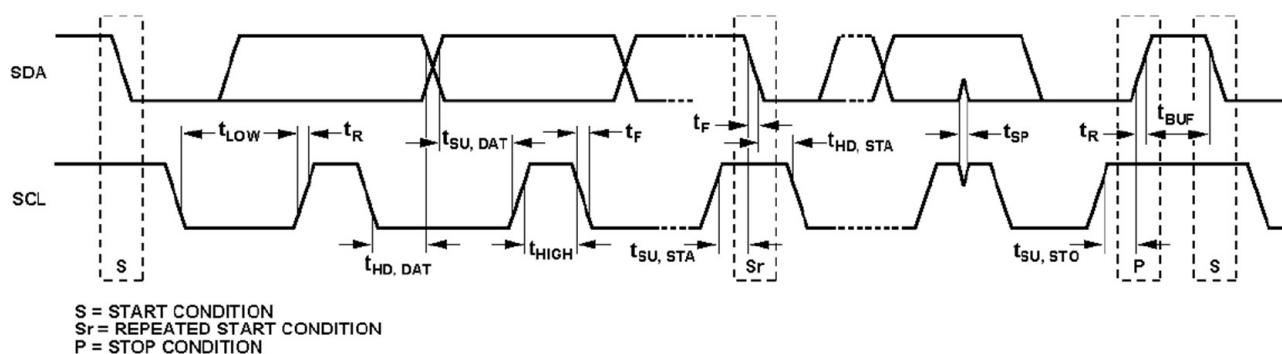 SDA
tLOW
tR
tSU, DAT
tF
tF
tHD, STA
tSP
tR
tBUF
SCL
tHD, DAT
tHIGH
tSU, STA
tSU, STO
S
Sr
P
S
S = START CONDITION
Sr = REPEATED START CONDITION
P = STOP CONDITION